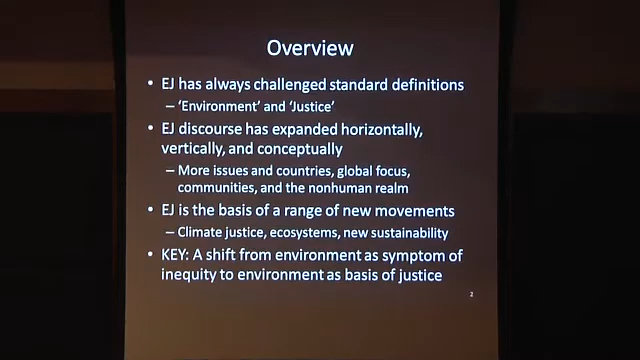 Overview
• EJ has always challenged standard definitions
– 'Environment' and 'Justice'
• EJ discourse has expanded horizontally,
vertically, and conceptually
– More issues and countries, global focus,
communities, and the nonhuman realm
• EJ is the basis of a range of new movements
– Climate justice, ecosystems, new sustainability
• KEY: A shift from environment as symptom of
inequity to environment as basis of justice
2